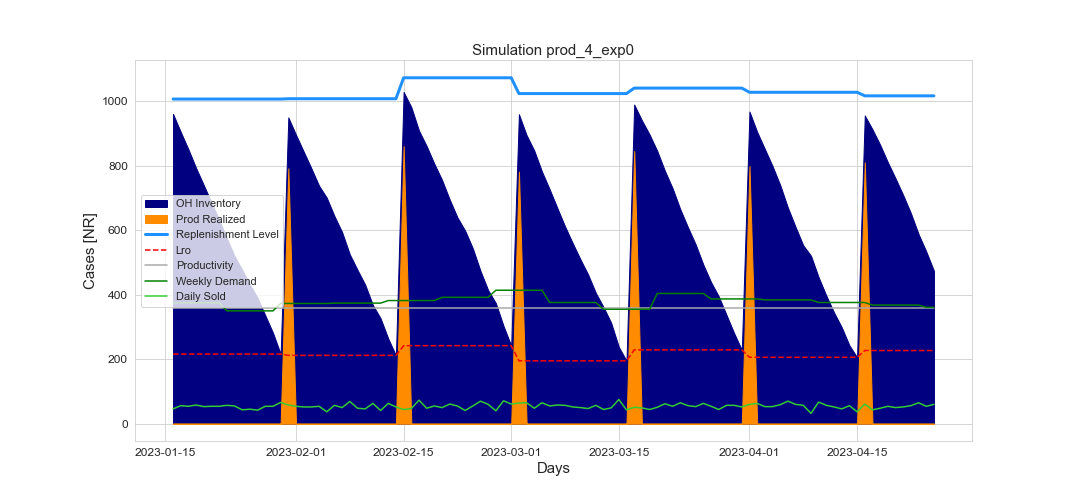 Simulation prod_4_exp0
Cases [NR]
1000
800
600
400
200
0
OH Inventory
Prod Realized
Replenishment Level
Lro
Productivity
Weekly Demand
Daily Sold
2023-01-15 2023-02-01 2023-02-15 2023-03-01 2023-03-15 2023-04-01 2023-04-15
Days